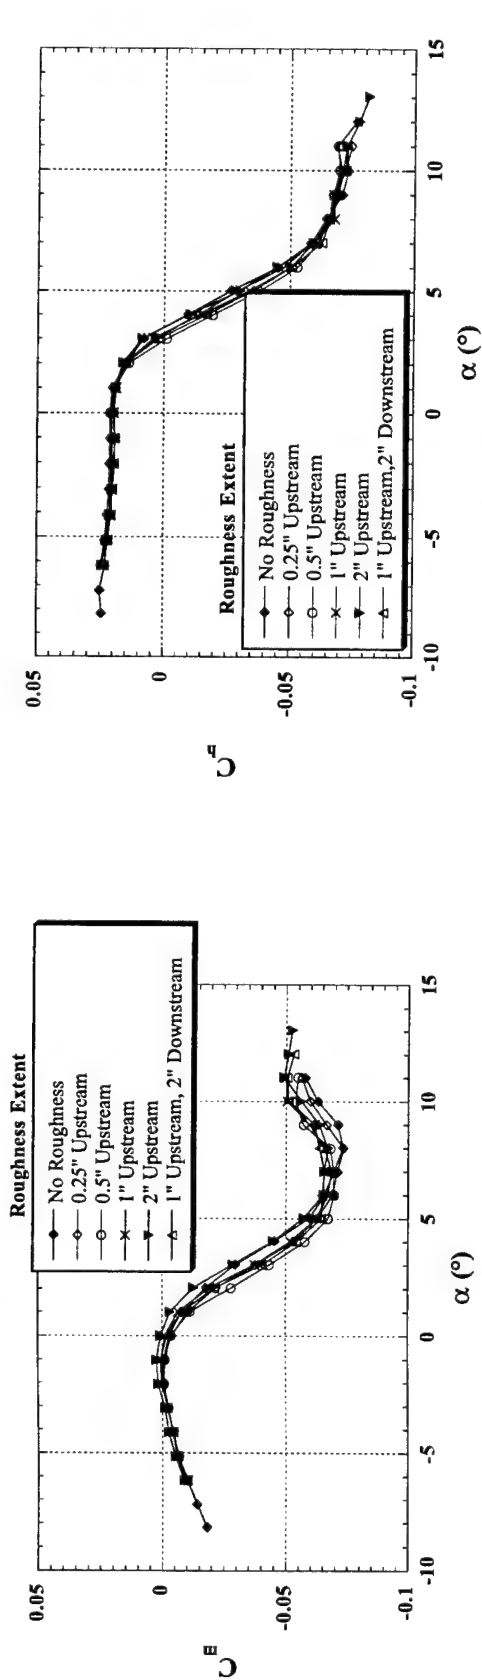 Roughness Extent
No Roughness
0.25" Upstream
0.5" Upstream
1" Upstream
2" Upstream
1" Upstream, 2" Downstream
0.05
0
-0.05
-0.1
Cm
-10
-5
0
5
10
15
α (°)
0.05
0
-0.05
-0.1
Ch
Roughness Extent
No Roughness
0.25" Upstream
0.5" Upstream
1" Upstream
2" Upstream
1" Upstream,2" Downstream
-10
-5
0
5
10
15
α (°)